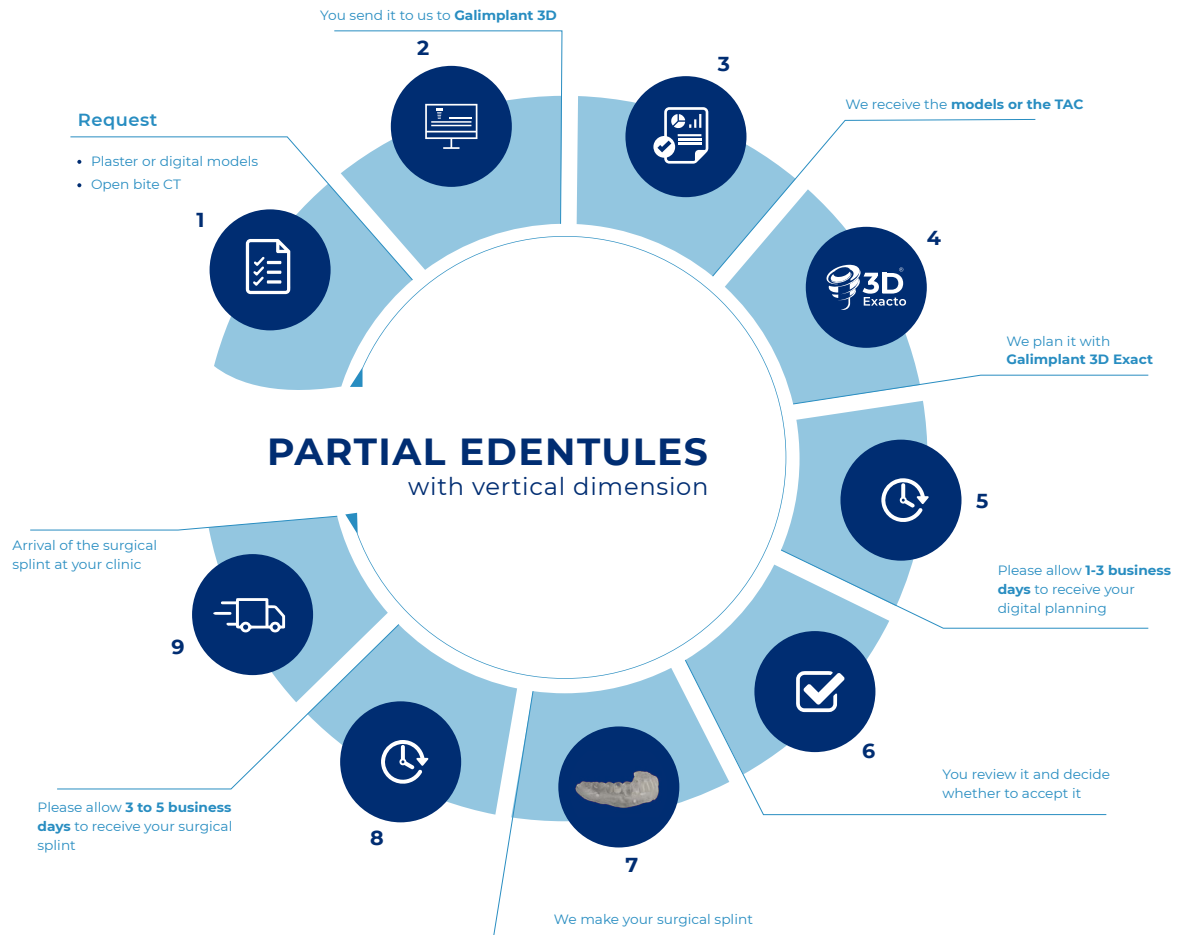 You send it to us to Galimplant 3D
2
3
Request
• Plaster or digital models
• Open bite CT
1
We receive the models or the TAC
4
3D
®
Exacto
We plan it with
Galimplant 3D Exact
PARTIAL EDENTULES
with vertical dimension
5
Please allow 1-3 business
days to receive your
digital planning
6
You review it and decide
whether to accept it
7
We make your surgical splint
8
Please allow 3 to 5 business
days to receive your surgical
splint
9
Arrival of the surgical
splint at your clinic